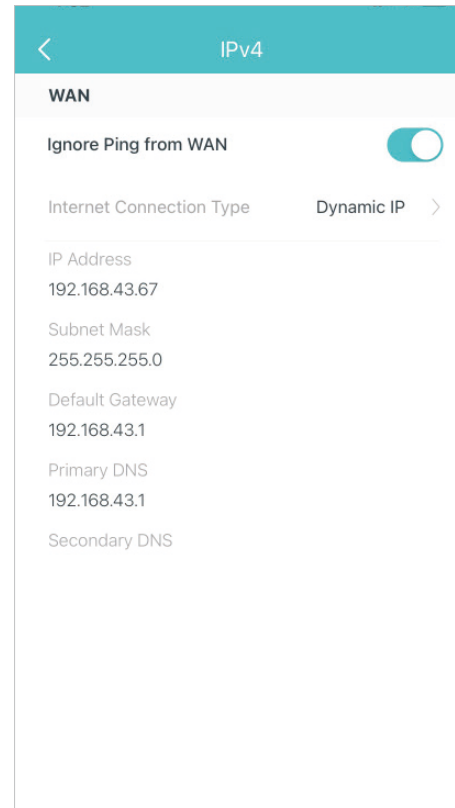 IPv4
WAN
Ignore Ping from WAN
Internet Connection Type Dynamic IP
IP Address
192.168.43.67
Subnet Mask
255.255.255.0
Default Gateway
192.168.43.1
Primary DNS
192.168.43.1
Secondary DNS